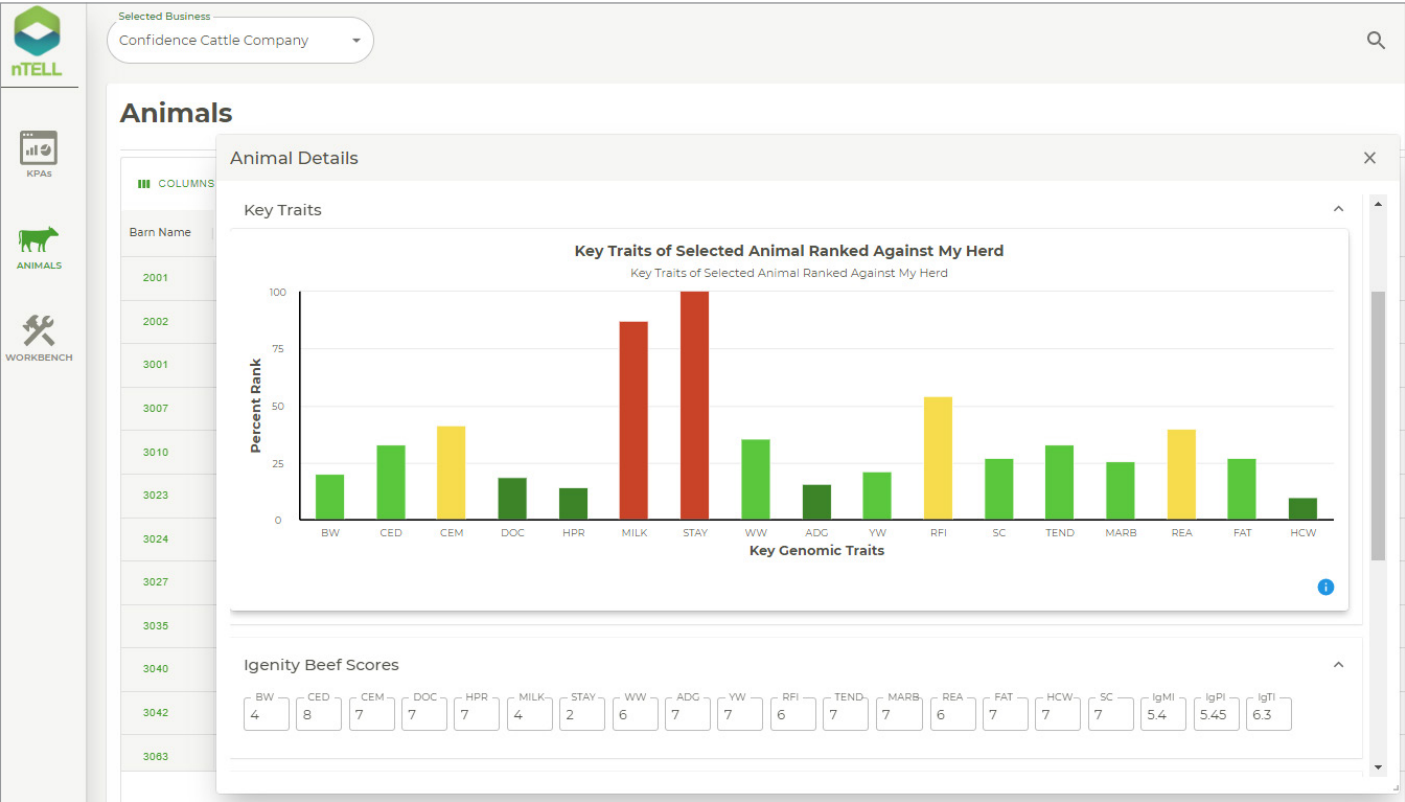 nTELL
Selected Business
Confidence Cattle Company
KPAs
ANIMALS
WORKBENCH
Animals
COLUMNS
Barn Name
2001
2002
3001
3007
3010
3023
3024
3027
3035
3040
3042
3063
Animal Details
Key Traits
Key Traits of Selected Animal Ranked Against My Herd
Key Traits of Selected Animal Ranked Against My Herd
Percent Rank
100
75
50
25
0
BW CED CEM DOC HPR MILK STAY WW ADG YW RFI SC TEND MARB REA FAT HCW
Key Genomic Traits
i
Igenity Beef Scores
BW CED CEM DOC HPR MILK STAY WW ADG YW RFI TEND MARB REA FAT HCW SC IgMI IgPI IgTI
4 8 7 7 7 4 2 6 7 7 6 7 7 6 7 7 7 5.4 5.45 6.3